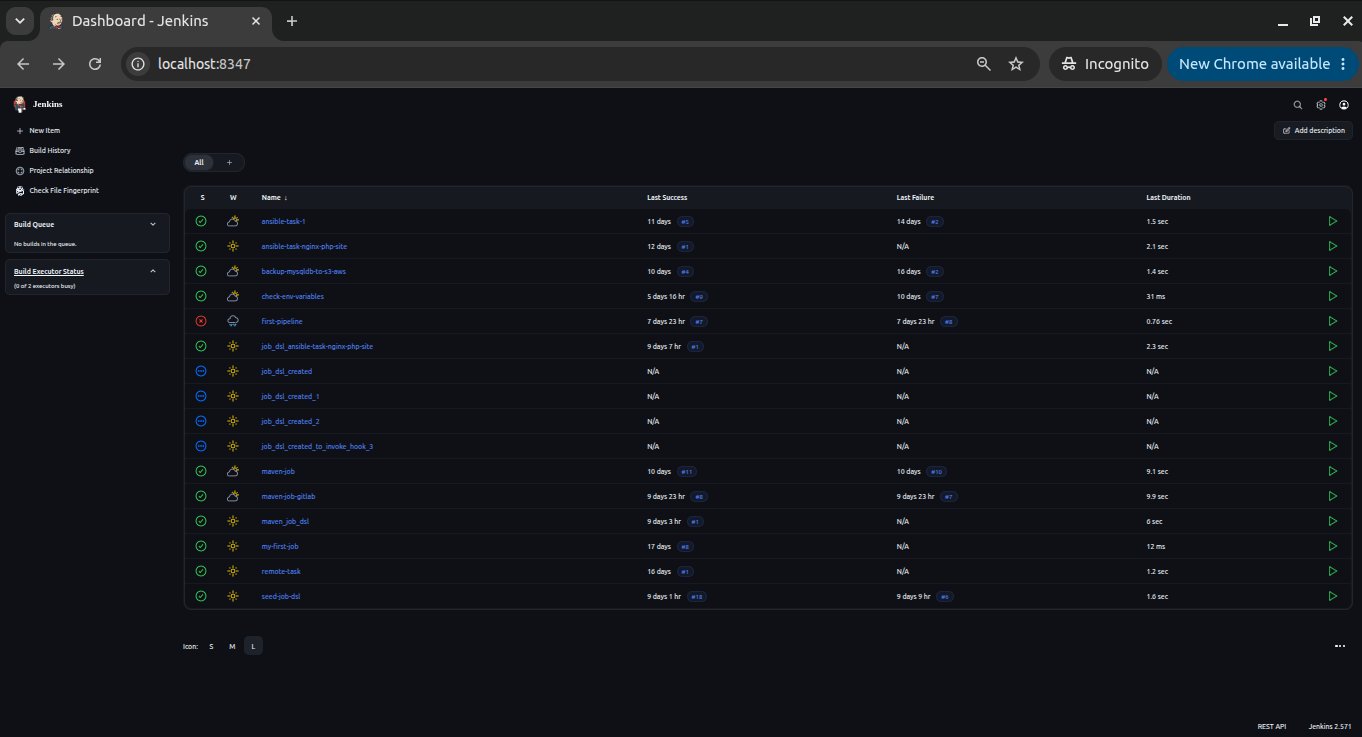 Dashboard - Jenkins
localhost:8347
Incognito
New Chrome available
Jenkins
New Item
Build History
Project Relationship
Check File Fingerprint
Build Queue
No builds in the queue.
Build Executor Status
(0 of 2 executors busy)
Add description
All +
S W Name ↓ Last Success Last Failure Last Duration
ansible-task-1 11 days #5 14 days #2 1.5 sec
ansible-task-nginx-php-site 12 days #1 N/A 2.1 sec
backup-mysqldb-to-s3-aws 10 days #4 16 days #2 1.4 sec
check-env-variables 5 days 16 hr #9 10 days #7 31 ms
first-pipeline 7 days 23 hr #7 7 days 23 hr #8 0.76 sec
job_dsl_ansible-task-nginx-php-site 9 days 7 hr #1 N/A 2.3 sec
job_dsl_created N/A N/A N/A
job_dsl_created_1 N/A N/A N/A
job_dsl_created_2 N/A N/A N/A
job_dsl_created_to_invoke_hook_3 N/A N/A N/A
maven-job 10 days #11 10 days #10 9.1 sec
maven-job-gitlab 9 days 23 hr #8 9 days 23 hr #7 9.9 sec
maven_job_dsl 9 days 3 hr #1 N/A 6 sec
my-first-job 17 days #8 N/A 12 ms
remote-task 16 days #1 N/A 1.2 sec
seed-job-dsl 9 days 1 hr #18 9 days 9 hr #6 1.6 sec
Icon: S M L
REST API Jenkins 2.571